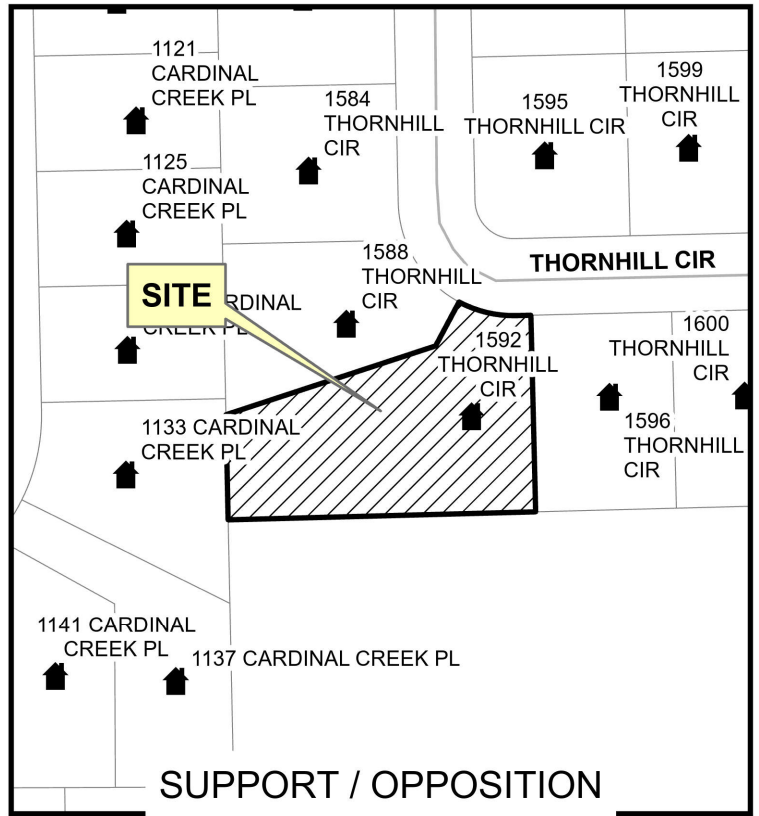 1121
CARDINAL
CREEK PL
1584
THORNHILL
CIR
1595
THORNHILL CIR
1599
THORNHILL
CIR
1125
CARDINAL
CREEK PL
1588
THORNHILL
CIR
THORNHILL CIR
SITE
1592
THORNHILL
CIR
1600
THORNHILL
CIR
1596
THORNHILL
CIR
1133 CARDINAL
CREEK PL
1141 CARDINAL
CREEK PL
1137 CARDINAL CREEK PL
SUPPORT / OPPOSITION